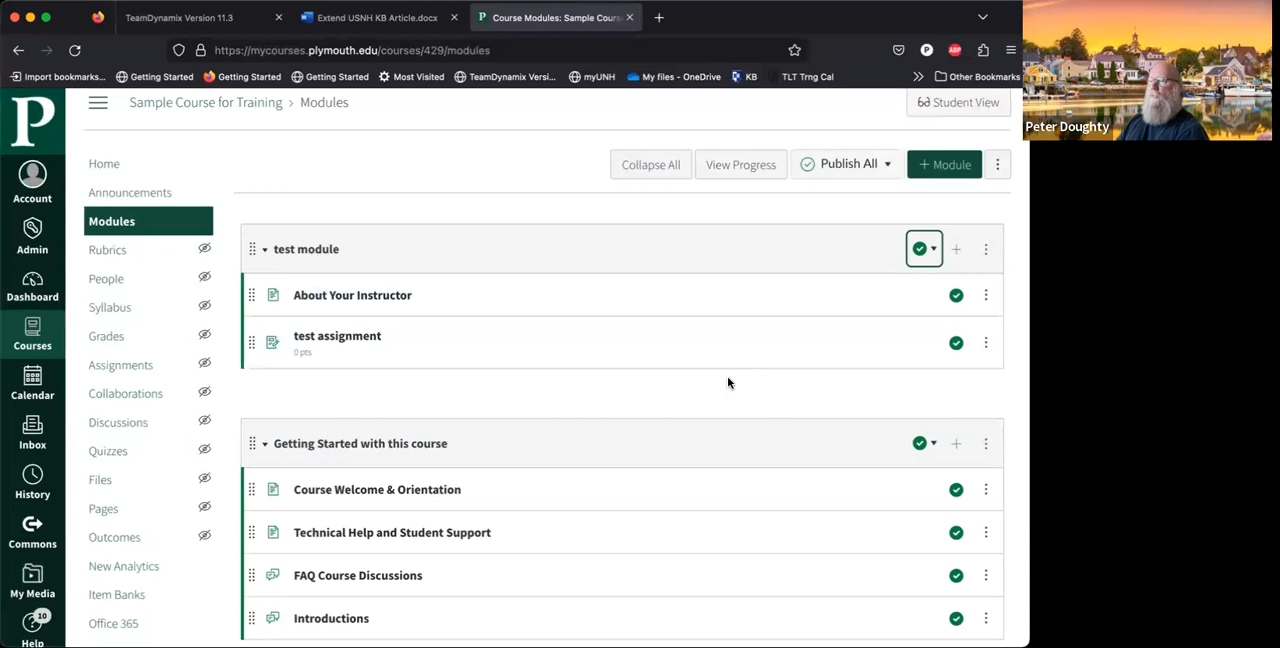 TeamDynamix Version 11.3
Extend USNH KB Article.docx
Course Modules: Sample Cours
https://mycourses.plymouth.edu/courses/429/modules
P
ABP
Import bookmarks...
Getting Started
Getting Started
Getting Started
Most Visited
TeamDynamix Versi...
myUNH
My files - OneDrive
KB
TLT Trng Cal
Other Bookmarks
Peter Doughty
P
Account
Admin
Dashboard
Courses
Calendar
Inbox
History
Commons
My Media
10
Help
Sample Course for Training › Modules
Student View
Home
Announcements
Modules
Rubrics
People
Syllabus
Grades
Assignments
Collaborations
Discussions
Quizzes
Files
Pages
Outcomes
New Analytics
Item Banks
Office 365
Collapse All
View Progress
Publish All
+ Module
test module
About Your Instructor
test assignment
0 pts
Getting Started with this course
Course Welcome & Orientation
Technical Help and Student Support
FAQ Course Discussions
Introductions